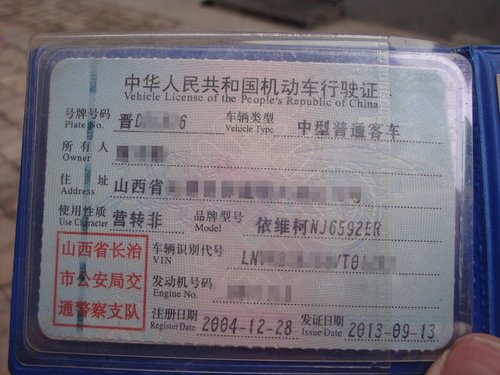 中华人民共和国机动车行驶证
Vehicle License of the People's Republic of China
号牌号码 晋D 6 车辆类型 中型普通客车
Plate No. Vehicle Type
所有人
Owner
住址 山西省
Address
使用性质 营转非 品牌型号 依维柯NJ6592ER
Use Character Model
山西省长治 车辆识别代号 LNV /T0
市公安局交 VIN
通警察支队 发动机号码
Engine No.
注册日期 2004-12-28 发证日期 2013-09-13
Register Date Issue Date